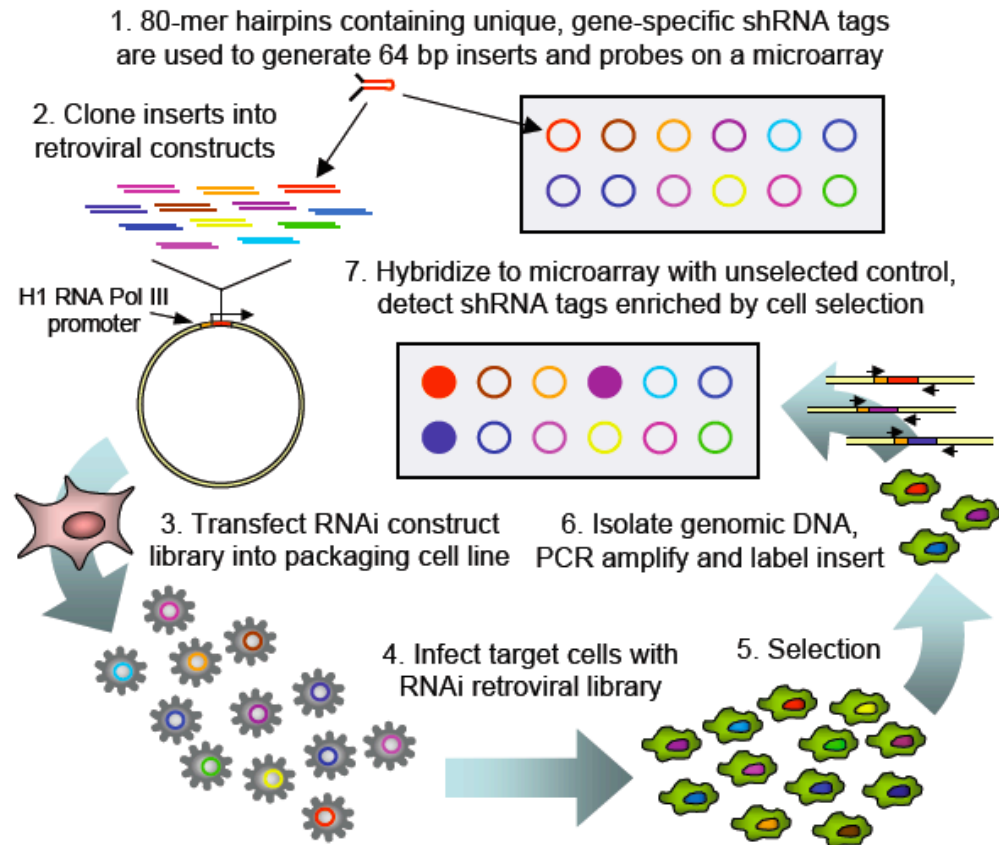 1. 80-mer hairpins containing unique, gene-specific shRNA tags
are used to generate 64 bp inserts and probes on a microarray
2. Clone inserts into
retroviral constructs
H1 RNA Pol III
promoter
7. Hybridize to microarray with unselected control,
detect shRNA tags enriched by cell selection
3. Transfect RNAi construct
library into packaging cell line
6. Isolate genomic DNA,
PCR amplify and label insert
4. Infect target cells with
RNAi retroviral library
5. Selection